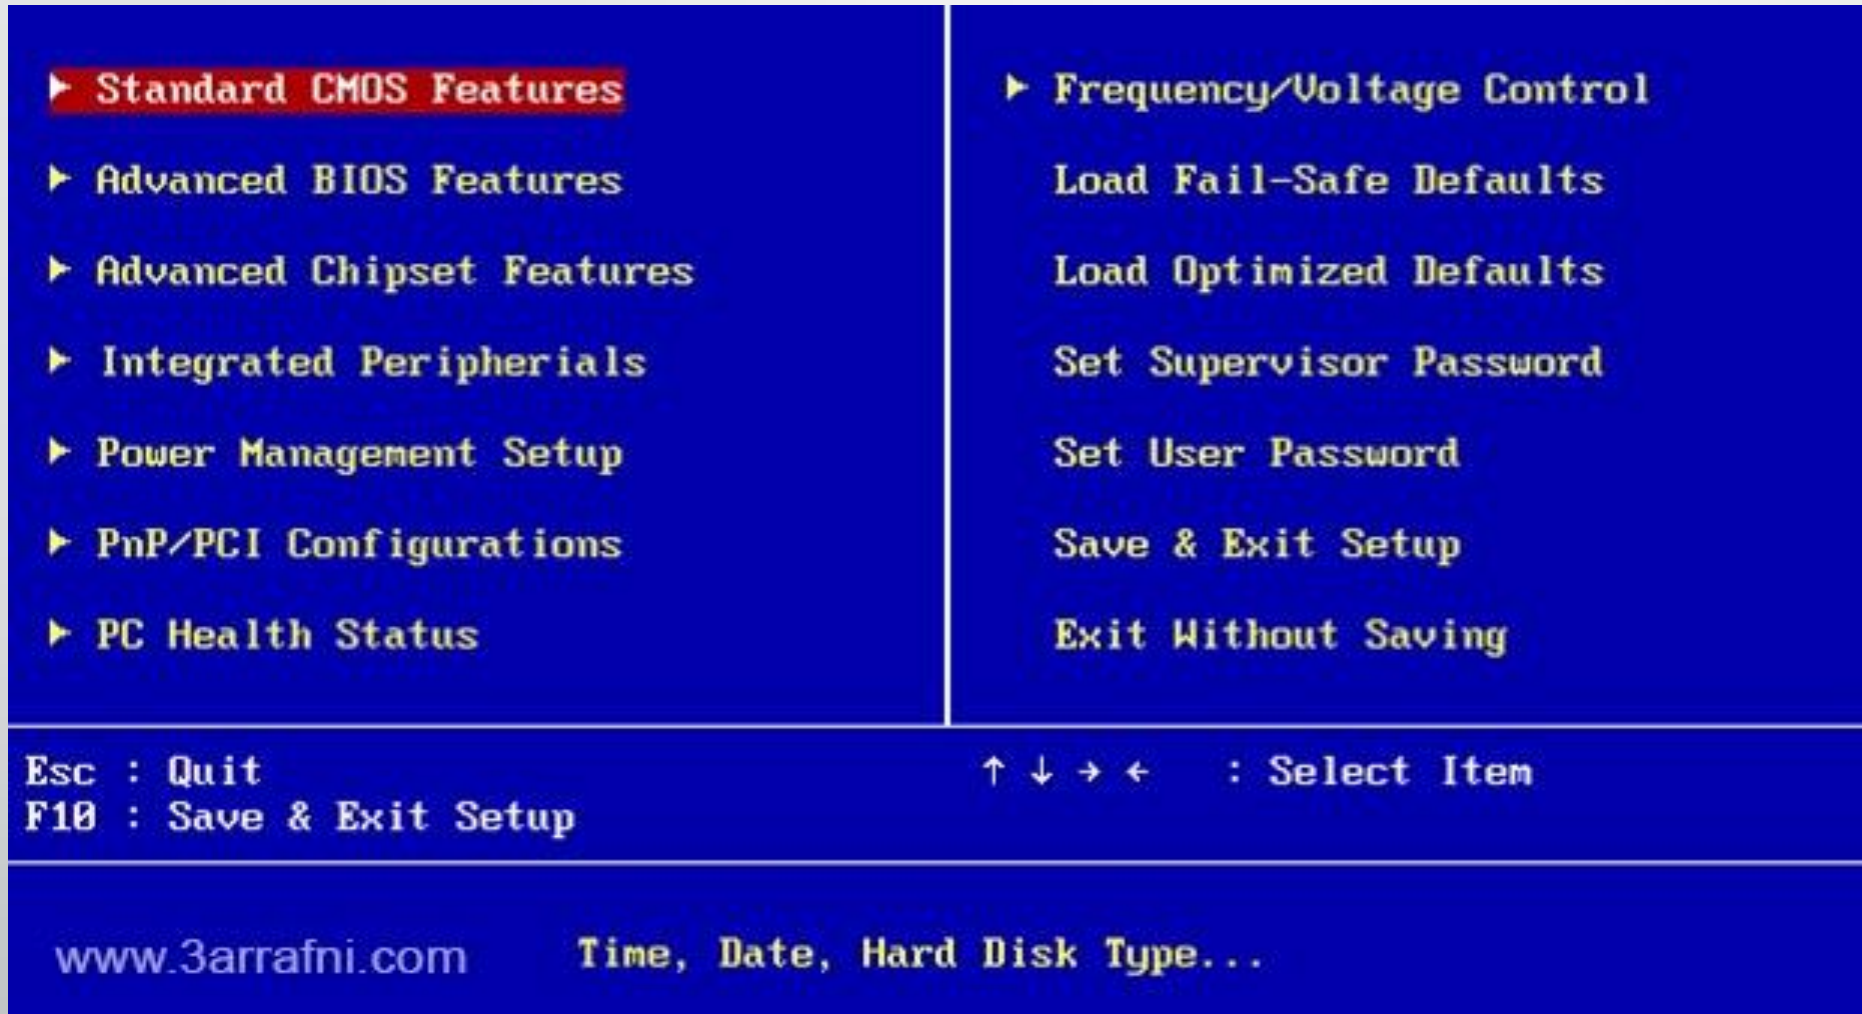 Standard CMOS Features
Advanced BIOS Features
Advanced Chipset Features
Integrated Peripherials
Power Management Setup
PnP/PCI Configurations
PC Health Status
Frequency/Voltage Control
Load Fail-Safe Defaults
Load Optimized Defaults
Set Supervisor Password
Set User Password
Save & Exit Setup
Exit Without Saving
Esc : Quit
F10 : Save & Exit Setup
↑ ↓ → ← : Select Item
Time, Date, Hard Disk Type...
www.3arrafni.com